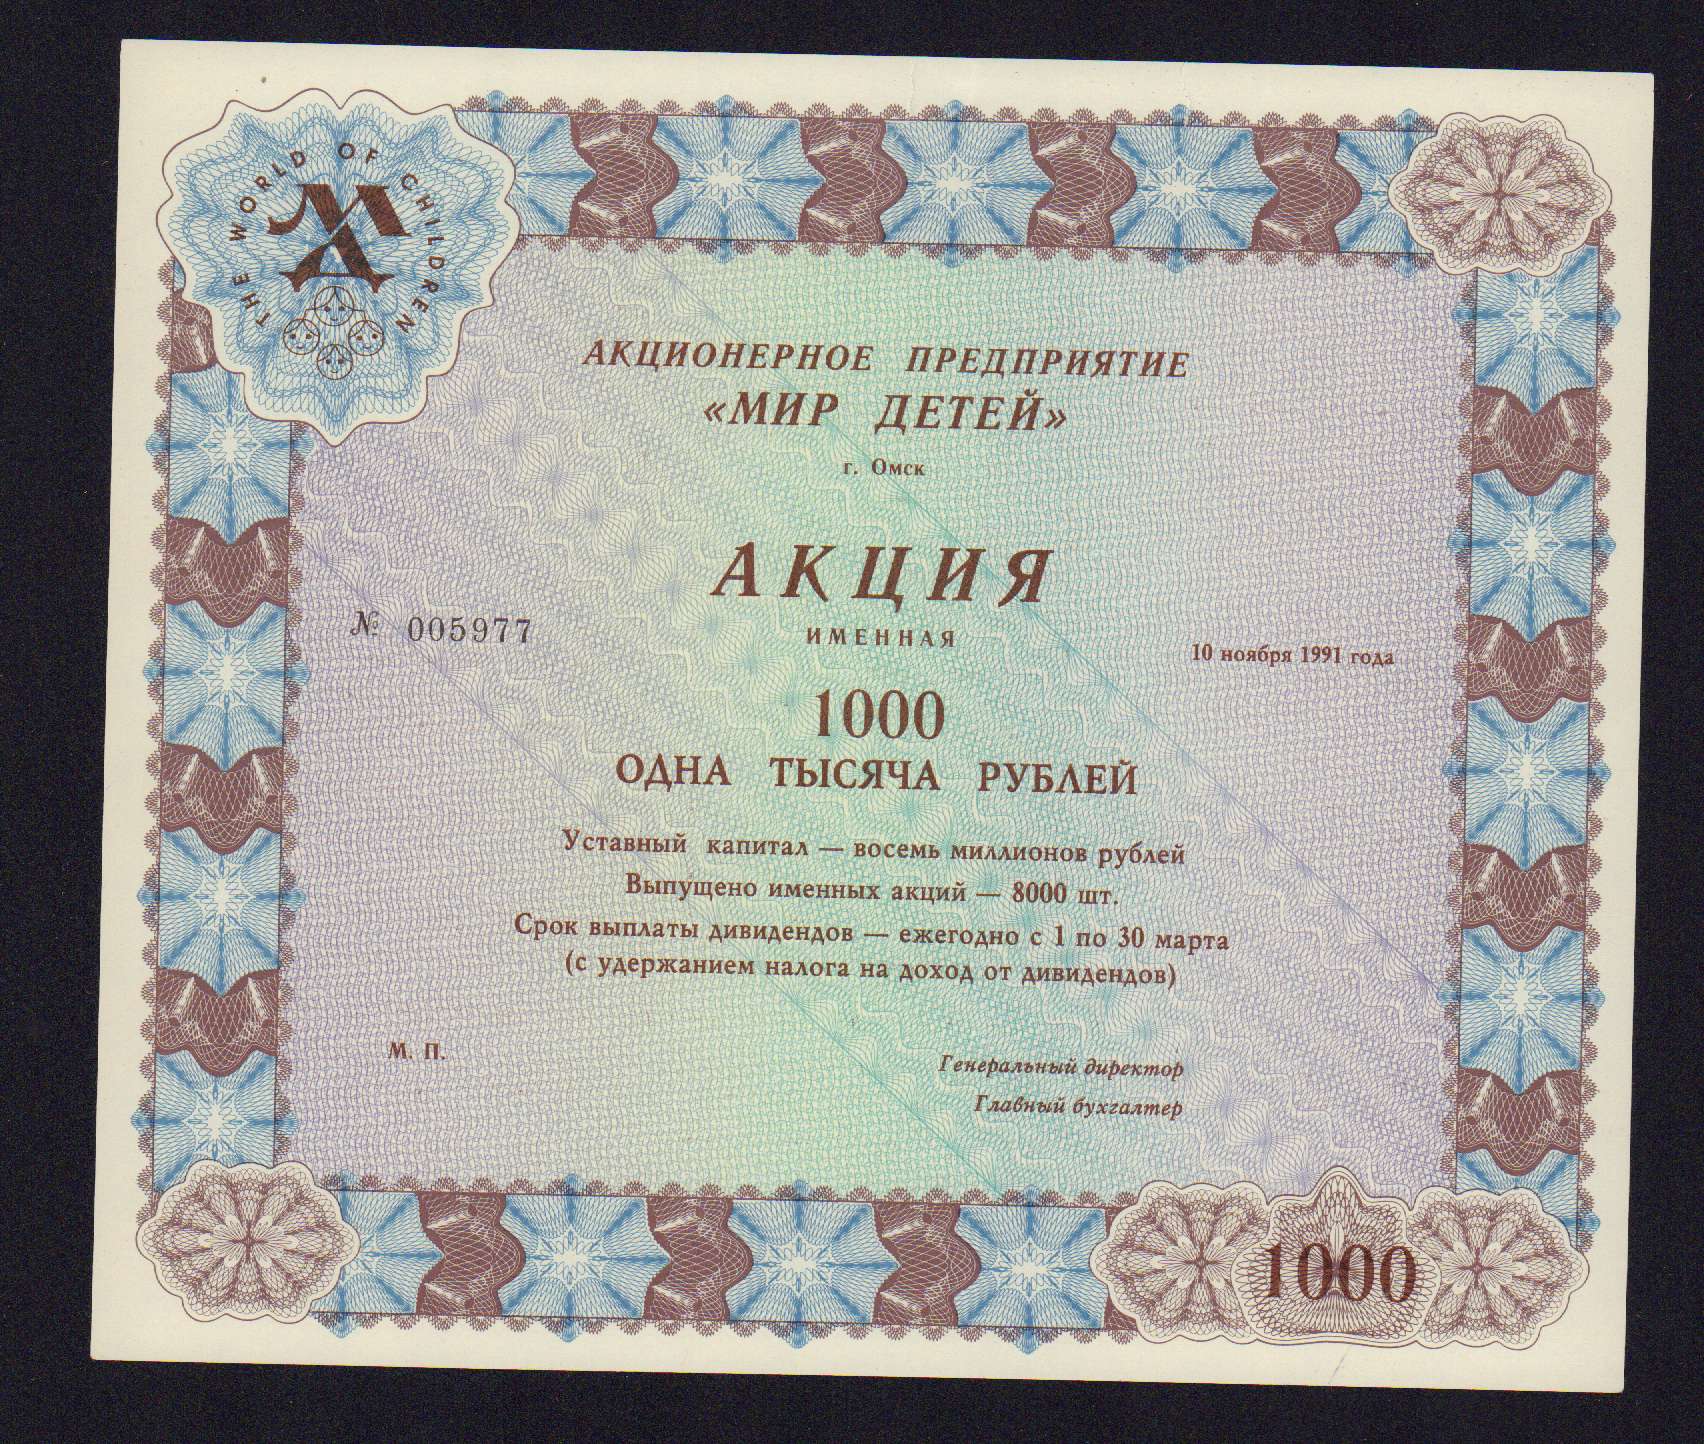 THE WORLD OF CHILDREN
МД
АКЦИОНЕРНОЕ ПРЕДПРИЯТИЕ
«МИР ДЕТЕЙ»
г. Омск
АКЦИЯ
№ 005977
ИМЕННАЯ
10 ноября 1991 года
1000
ОДНА ТЫСЯЧА РУБЛЕЙ
Уставный капитал — восемь миллионов рублей
Выпущено именных акций — 8000 шт.
Срок выплаты дивидендов — ежегодно с 1 по 30 марта
(с удержанием налога на доход от дивидендов)
М. П.
Генеральный директор
Главный бухгалтер
1000